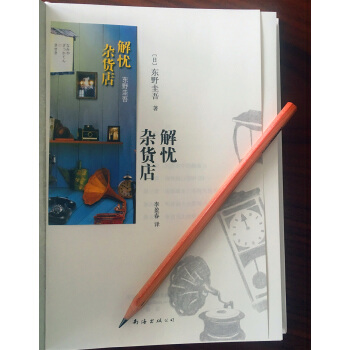 解忧
杂货店
东野圭吾
〔日〕东野圭吾 著
解忧
杂货店
李盈春 译
南海出版公司